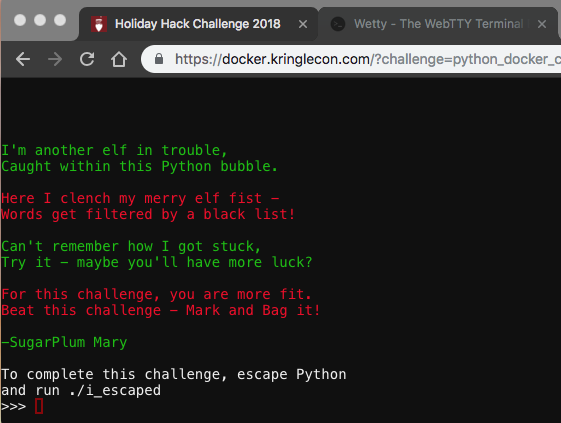 Holiday Hack Challenge 2018
Wetty - The WebTTY Terminal
https://docker.kringlecon.com/?challenge=python_docker_c
I'm another elf in trouble,
Caught within this Python bubble.
Here I clench my merry elf fist -
Words get filtered by a black list!
Can't remember how I got stuck,
Try it - maybe you'll have more luck?
For this challenge, you are more fit.
Beat this challenge - Mark and Bag it!
-SugarPlum Mary
To complete this challenge, escape Python
and run ./i_escaped
>>>